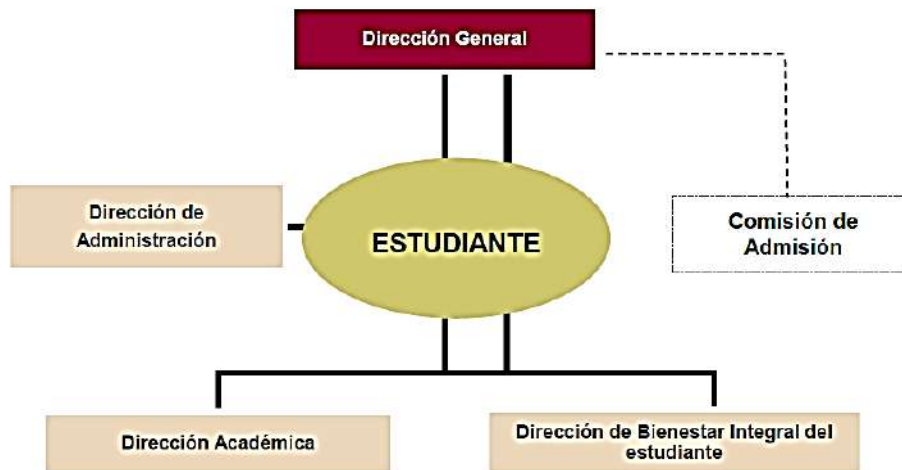 Dirección General
Dirección de
Administración
ESTUDIANTE
Comisión de
Admisión
Dirección Académica
Dirección de Bienestar Integral del
estudiante